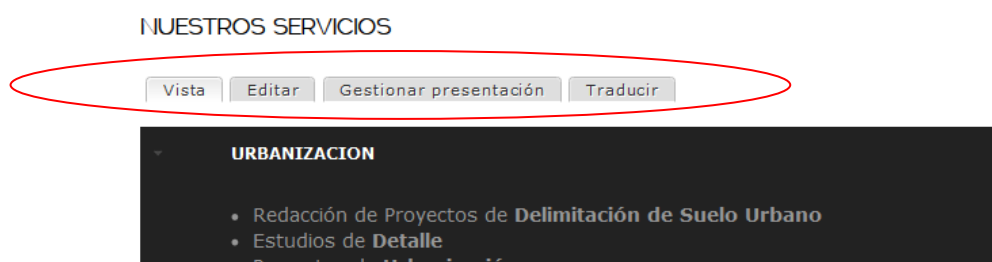 NUESTROS SERVICIOS
Vista Editar Gestionar presentación Traducir
URBANIZACION
• Redacción de Proyectos de Delimitación de Suelo Urbano
• Estudios de Detalle